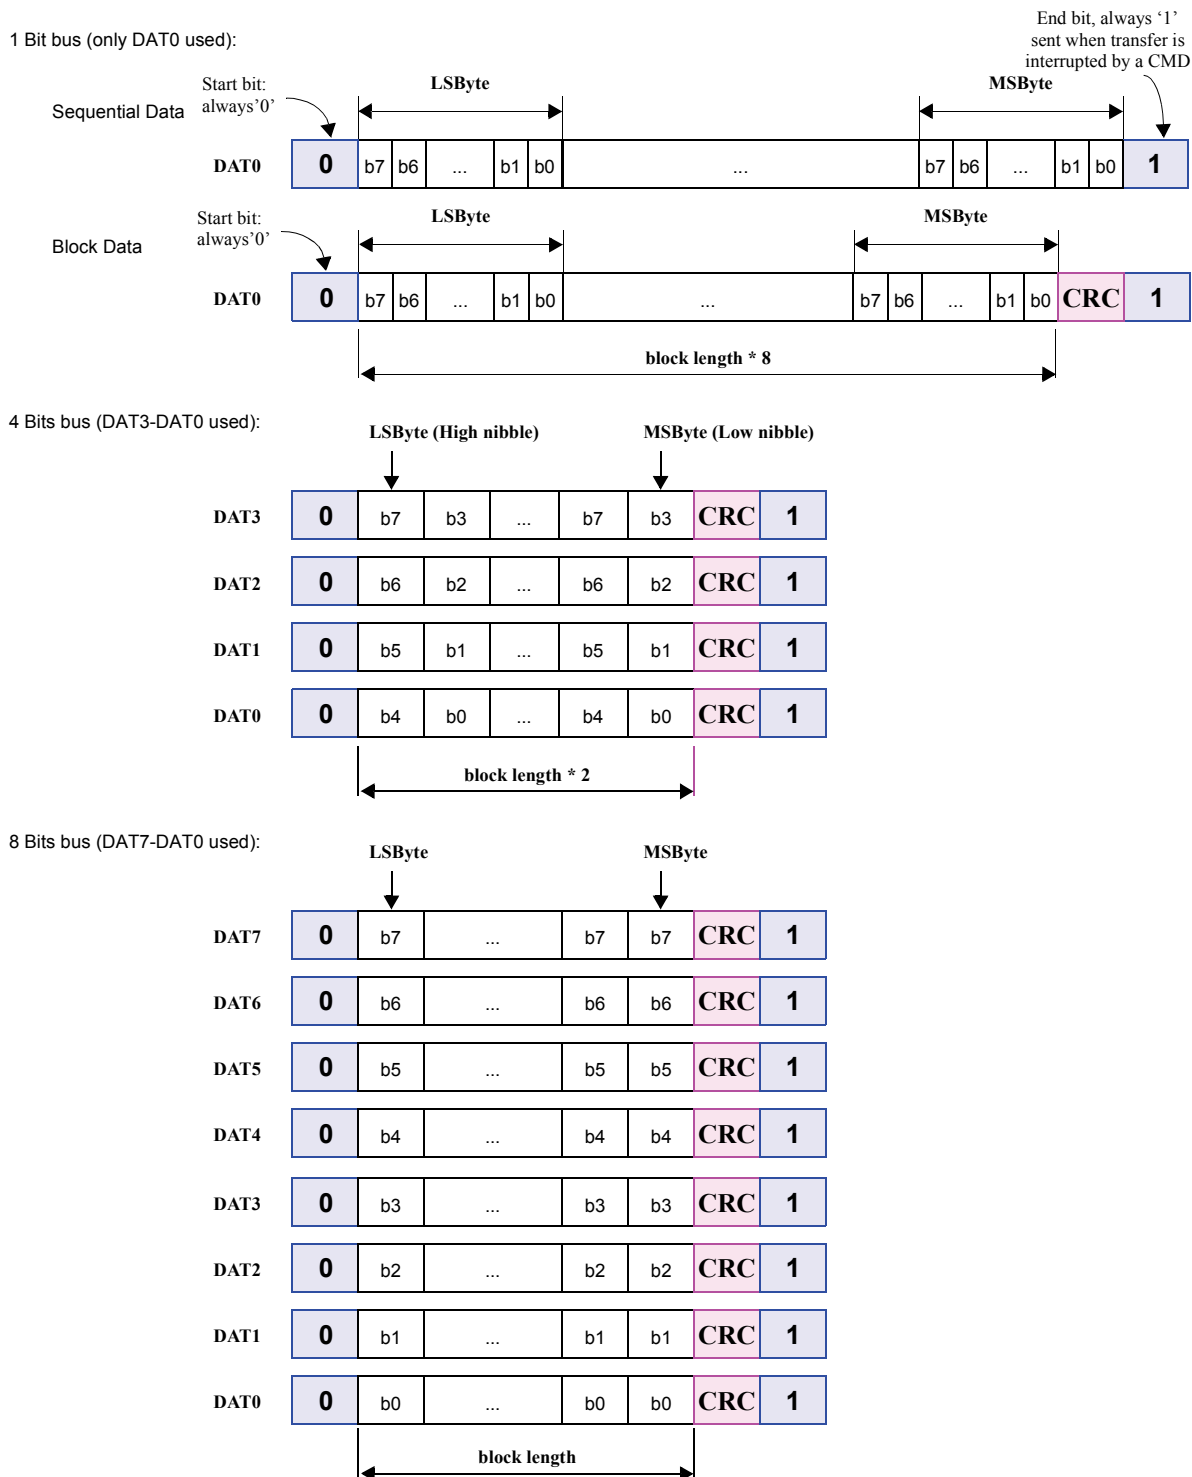 End bit, always ‘1’
1 Bit bus (only DAT0 used):
sent when transfer is
interrupted by a CMD
Start bit:
always’0’
LSByte
MSByte
Sequential Data
DAT0 0 b7 b6 ... b1 b0 ... b7 b6 ... b1 b0 1
Start bit:
always’0’
LSByte
MSByte
Block Data
DAT0 0 b7 b6 ... b1 b0 ... b7 b6 ... b1 b0 CRC 1
block length * 8
4 Bits bus (DAT3-DAT0 used):
LSByte (High nibble) MSByte (Low nibble)
DAT3 0 b7 b3 ... b7 b3 CRC 1
DAT2 0 b6 b2 ... b6 b2 CRC 1
DAT1 0 b5 b1 ... b5 b1 CRC 1
DAT0 0 b4 b0 ... b4 b0 CRC 1
block length * 2
8 Bits bus (DAT7-DAT0 used):
LSByte MSByte
DAT7 0 b7 ... b7 b7 CRC 1
DAT6 0 b6 ... b6 b6 CRC 1
DAT5 0 b5 ... b5 b5 CRC 1
DAT4 0 b4 ... b4 b4 CRC 1
DAT3 0 b3 ... b3 b3 CRC 1
DAT2 0 b2 ... b2 b2 CRC 1
DAT1 0 b1 ... b1 b1 CRC 1
DAT0 0 b0 ... b0 b0 CRC 1
block length